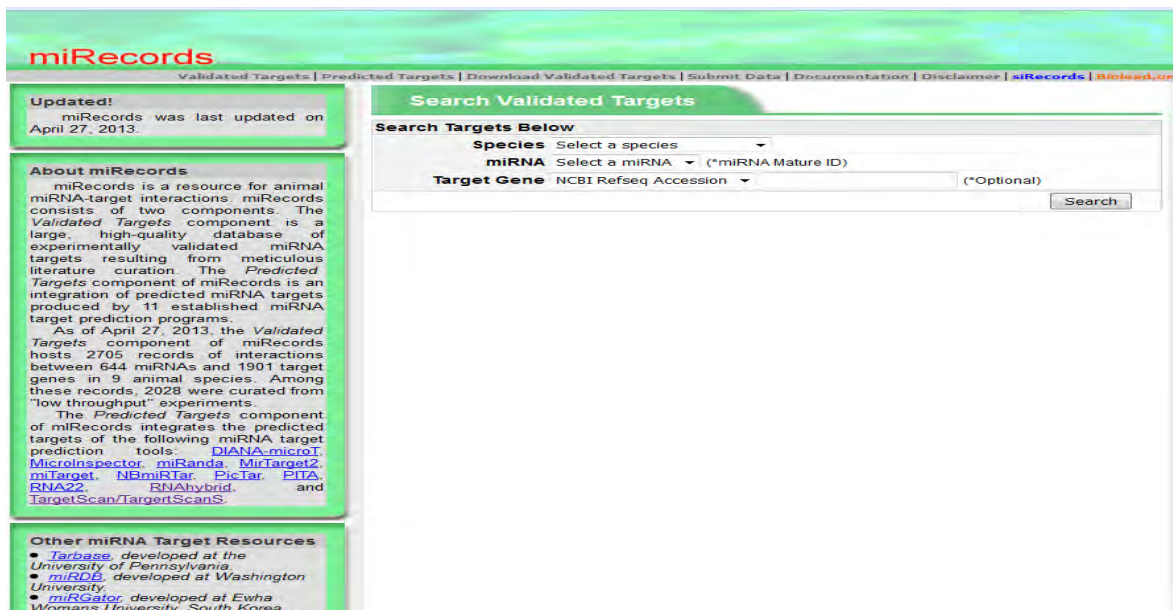 miRecords
Validated Targets | Predicted Targets | Download Validated Targets | Submit Data | Documentation | Disclaimer | siRecords | Biolead.or
Updated!
miRecords was last updated on
April 27, 2013.
About miRecords
miRecords is a resource for animal
miRNA-target interactions. miRecords
consists of two components. The
Validated Targets component is a
large, high-quality database of
experimentally validated miRNA
targets resulting from meticulous
literature curation. The Predicted
Targets component of miRecords is an
integration of predicted miRNA targets
produced by 11 established miRNA
target prediction programs.
As of April 27, 2013, the Validated
Targets component of miRecords
hosts 2705 records of interactions
between 644 miRNAs and 1901 target
genes in 9 animal species. Among
these records, 2028 were curated from
"low throughput" experiments.
The Predicted Targets component
of miRecords integrates the predicted
targets of the following miRNA target
prediction tools: DIANA-microT,
MicroInspector, miRanda, MirTarget2,
miTarget, NBmiRTar, PicTar, PITA,
RNA22, RNAhybrid, and
TargetScan/TargertScanS.
Other miRNA Target Resources
• Tarbase, developed at the
University of Pennsylvania.
• miRDB, developed at Washington
University.
• miRGator, developed at Ewha
Womans University, South Korea
Search Validated Targets
Search Targets Below
Species Select a species
miRNA Select a miRNA (*miRNA Mature ID)
Target Gene NCBI Refseq Accession (*Optional)
Search